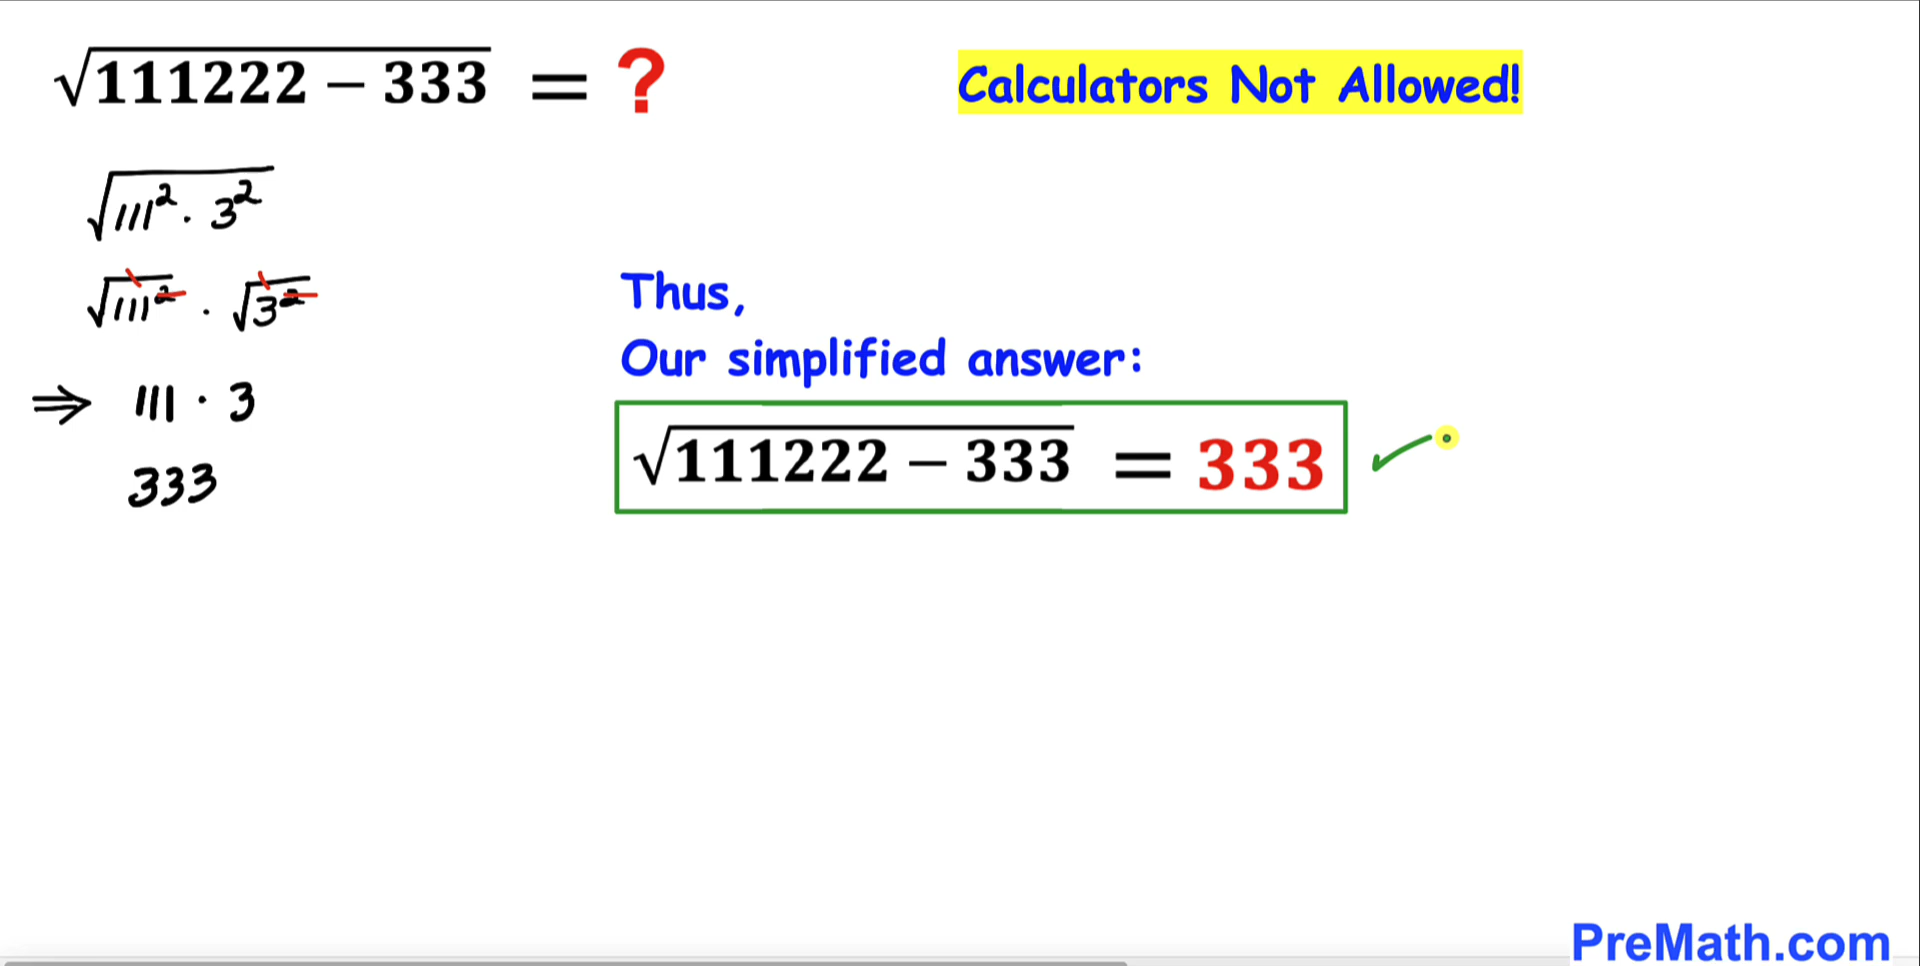 √111222 – 333 = ?
Calculators Not Allowed!
√111² · 3²
√111² · √3²
⇒ 111 · 3
333
Thus,
Our simplified answer:
√111222 – 333 = 333 ✓
PreMath.com